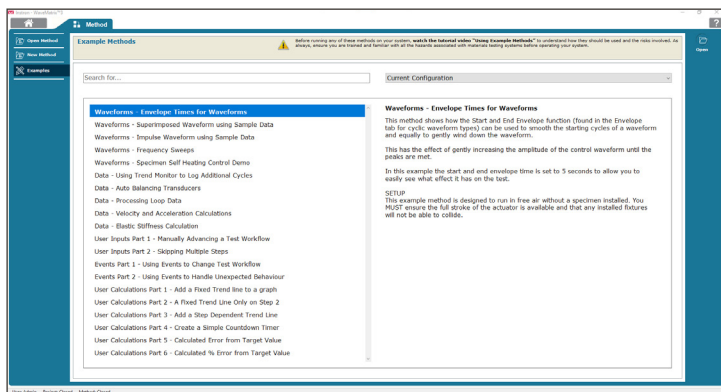 Instron - WaveMatrix™3
Method
?
Open Method
New Method
Examples
Example Methods
Before running any of these methods on your system, watch the tutorial video "Using Example Methods" to understand how they should be used and the risks involved. As
always, ensure you are trained and familiar with all the hazards associated with materials testing systems before operating your system.
Open
Search for...
Current Configuration
Waveforms - Envelope Times for Waveforms
Waveforms - Superimposed Waveform using Sample Data
Waveforms - Impulse Waveform using Sample Data
Waveforms - Frequency Sweeps
Waveforms - Specimen Self Heating Control Demo
Data - Using Trend Monitor to Log Additional Cycles
Data - Auto Balancing Transducers
Data - Processing Loop Data
Data - Velocity and Acceleration Calculations
Data - Elastic Stiffness Calculation
User Inputs Part 1 - Manually Advancing a Test Workflow
User Inputs Part 2 - Skipping Multiple Steps
Events Part 1 - Using Events to Change Test Workflow
Events Part 2 - Using Events to Handle Unexpected Behaviour
User Calculations Part 1 - Add a Fixed Trend Line to a graph
User Calculations Part 2 - A Fixed Trend Line Only on Step 2
User Calculations Part 3 - Add a Step Dependent Trend Line
User Calculations Part 4 - Create a Simple Countdown Timer
User Calculations Part 5 - Calculated Error from Target Value
User Calculations Part 6 - Calculated % Error from Target Value
Waveforms - Envelope Times for Waveforms
This method shows how the Start and End Envelope function (found in the Envelope
tab for cyclic waveform types) can be used to smooth the starting cycles of a waveform
and equally to gently wind down the waveform.
This has the effect of gently increasing the amplitude of the control waveform until the
peaks are met.
In this example the start and end envelope time is set to 5 seconds to allow you to
easily see what effect it has on the test.
SETUP
This example method is designed to run in free air without a specimen installed. You
MUST ensure the full stroke of the actuator is available and that any installed fixtures
will not be able to collide.
User Admin Project Closed Method Closed